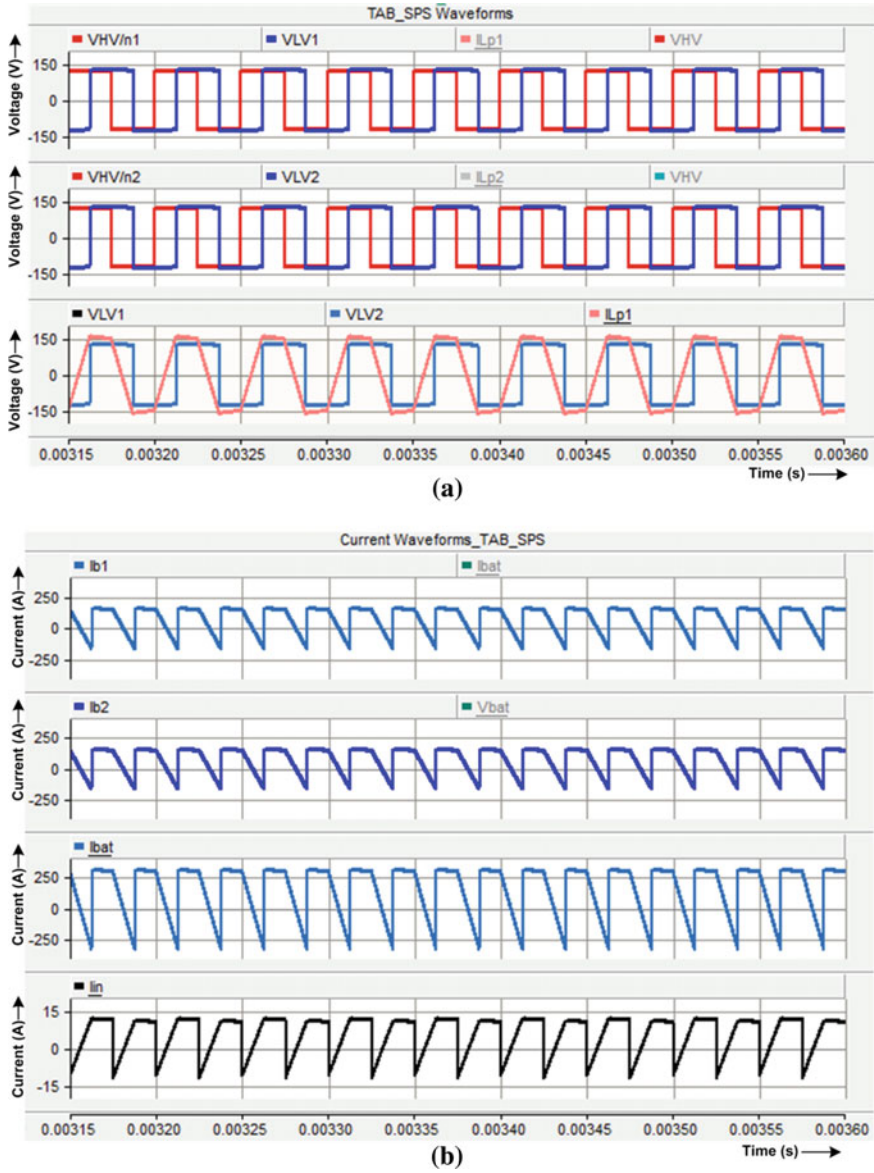 TAB_SPS Waveforms
VHV/n1 VLV1 ILp1 VHV
Voltage (V)
150
0
-150
VHV/n2 VLV2 ILp2 VHV
Voltage (V)
150
0
-150
VLV1 VLV2 ILp1
Voltage (V)
150
0
-150
0.00315 0.00320 0.00325 0.00330 0.00335 0.00340 0.00345 0.00350 0.00355 0.00360
Time (s)
(a)
Current Waveforms_TAB_SPS
Ib1 Ibat
Current (A)
250
0
-250
Ib2 Vbat
Current (A)
250
0
-250
Ibat
Current (A)
250
0
-250
Iin
Current (A)
15
0
-15
0.00315 0.00320 0.00325 0.00330 0.00335 0.00340 0.00345 0.00350 0.00355 0.00360
Time (s)
(b)